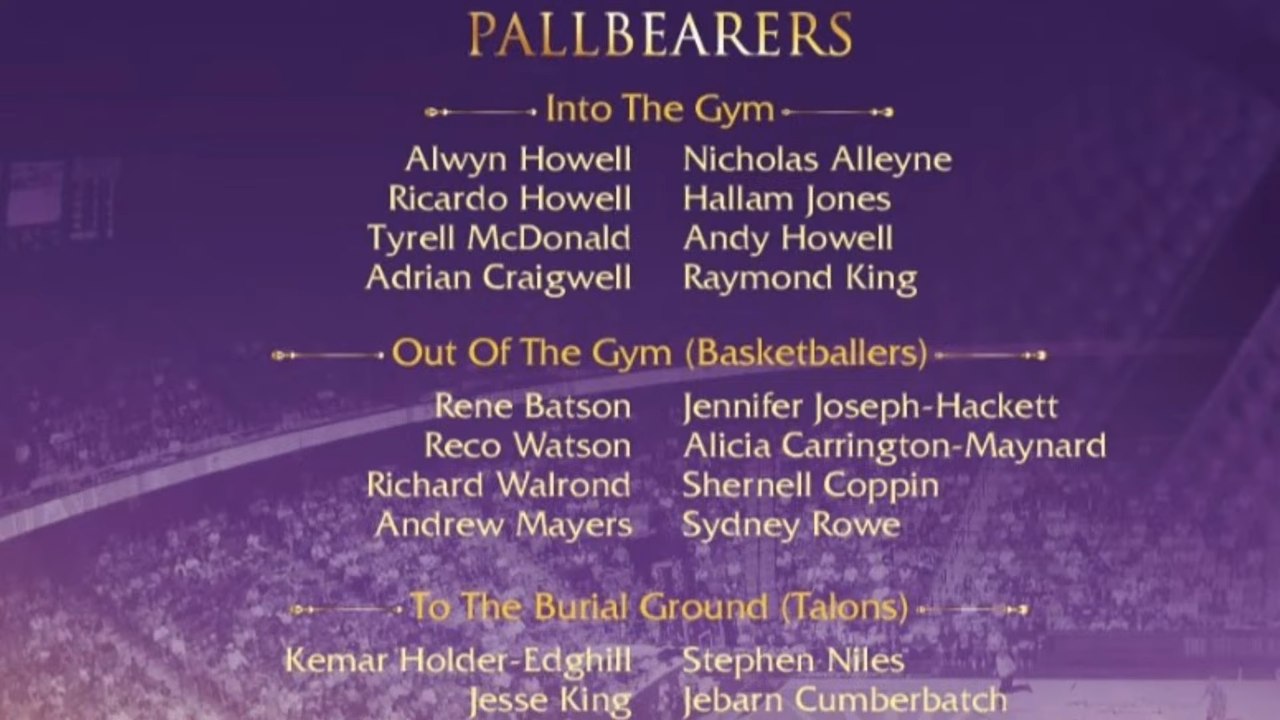 PALLBEARERS
Into The Gym
Alwyn Howell Nicholas Alleyne
Ricardo Howell Hallam Jones
Tyrell McDonald Andy Howell
Adrian Craigwell Raymond King
Out Of The Gym (Basketballers)
Rene Batson Jennifer Joseph-Hackett
Reco Watson Alicia Carrington-Maynard
Richard Walrond Shernell Coppin
Andrew Mayers Sydney Rowe
To The Burial Ground (Talons)
Kemar Holder-Edghill Stephen Niles
Jesse King Jebarn Cumberbatch